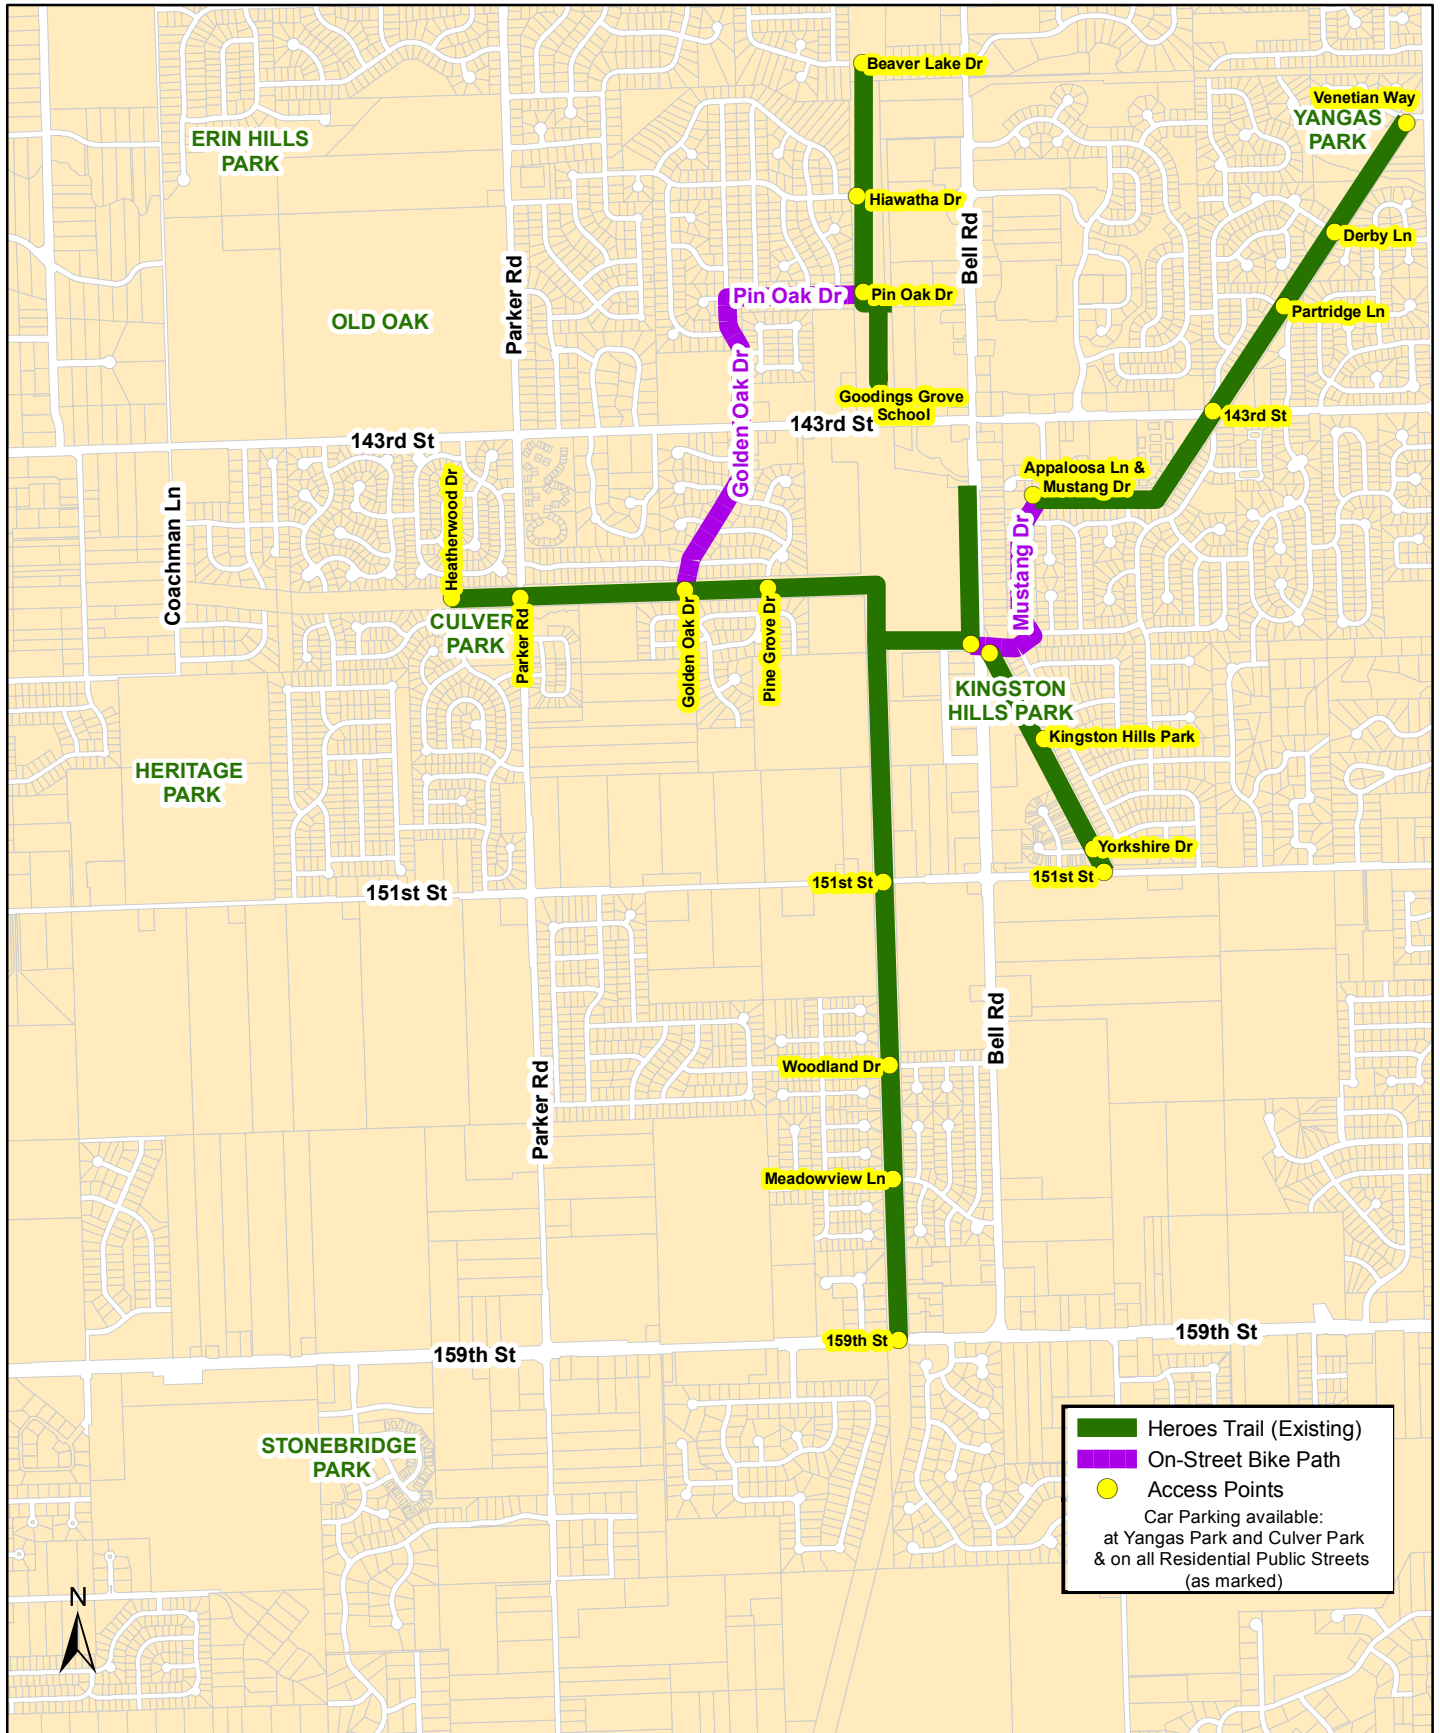 Beaver Lake Dr
Venetian Way
YANGAS
PARK
ERIN HILLS
PARK
Hiawatha Dr
Bell Rd
Derby Ln
Parker Rd
Pin Oak Dr
Pin Oak Dr
OLD OAK
Partridge Ln
Golden Oak Dr
Goodings Grove
School
143rd St
143rd St
143rd St
Appaloosa Ln &
Mustang Dr
Heatherwood Dr
Coachman Ln
Mustang Dr
CULVER
PARK
Parker Rd
Golden Oak Dr
Pine Grove Dr
KINGSTON
HILLS PARK
Kingston Hills Park
HERITAGE
PARK
Yorkshire Dr
151st St
151st St
151st St
Bell Rd
Woodland Dr
Parker Rd
Meadowview Ln
159th St
159th St
159th St
STONEBRIDGE
PARK
Heroes Trail (Existing)
On-Street Bike Path
Access Points
Car Parking available:
at Yangas Park and Culver Park
& on all Residential Public Streets
(as marked)
N